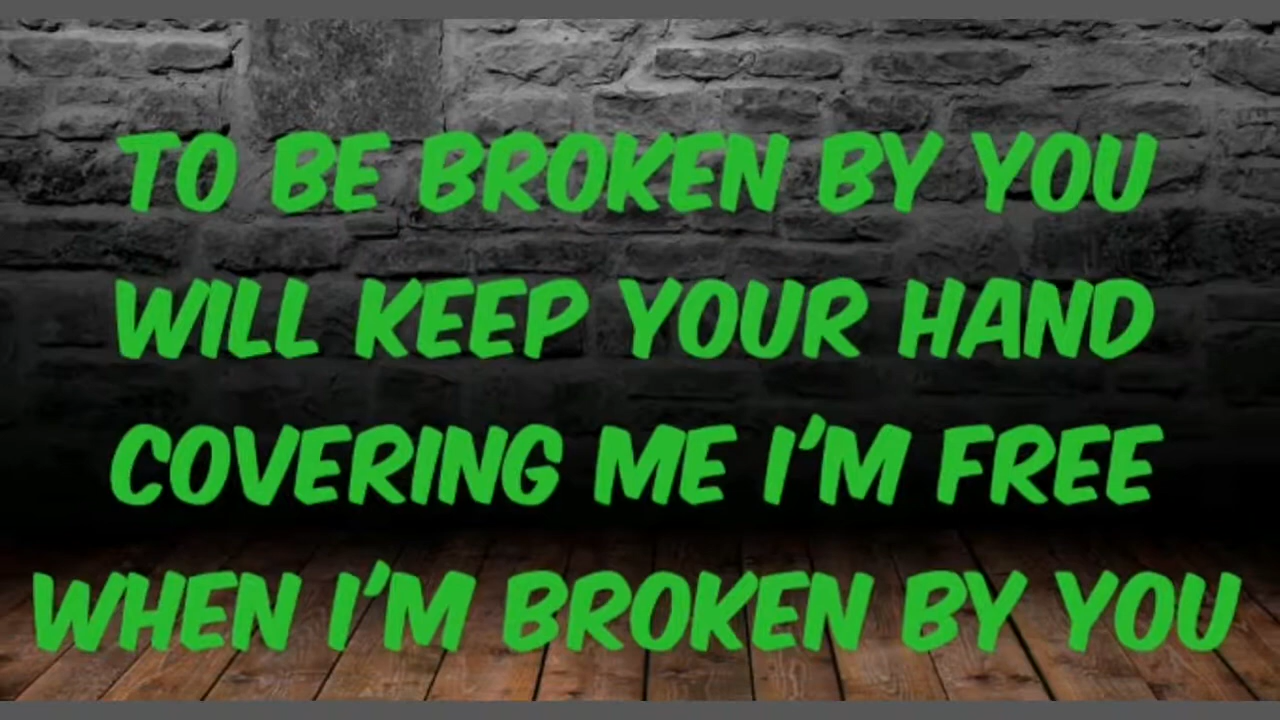 TO BE BROKEN BY YOU
WILL KEEP YOUR HAND
COVERING ME I'M FREE
WHEN I'M BROKEN BY YOU